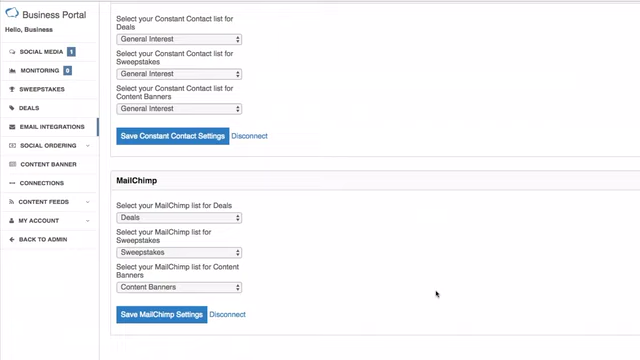 Business Portal
Hello, Business
SOCIAL MEDIA 1
MONITORING 0
SWEEPSTAKES
DEALS
EMAIL INTEGRATIONS
SOCIAL ORDERING
CONTENT BANNER
CONNECTIONS
CONTENT FEEDS
MY ACCOUNT
BACK TO ADMIN
Select your Constant Contact list for
Deals
General Interest
Select your Constant Contact list for
Sweepstakes
General Interest
Select your Constant Contact list for
Content Banners
General Interest
Save Constant Contact Settings Disconnect
MailChimp
Select your MailChimp list for Deals
Deals
Select your MailChimp list for
Sweepstakes
Sweepstakes
Select your MailChimp list for Content
Banners
Content Banners
Save MailChimp Settings Disconnect